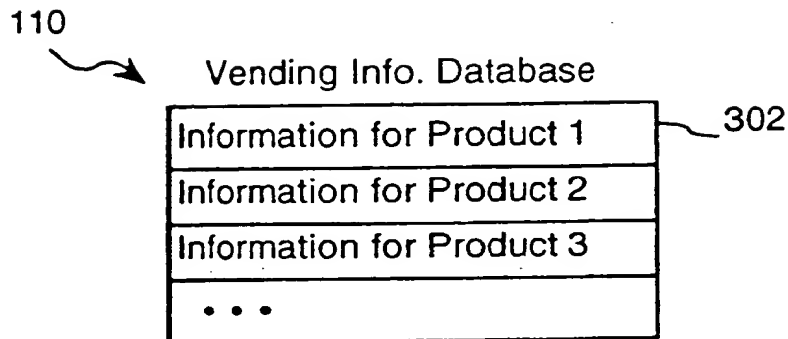 110
Vending Info. Database
Information for Product 1
302
Information for Product 2
Information for Product 3
• • •